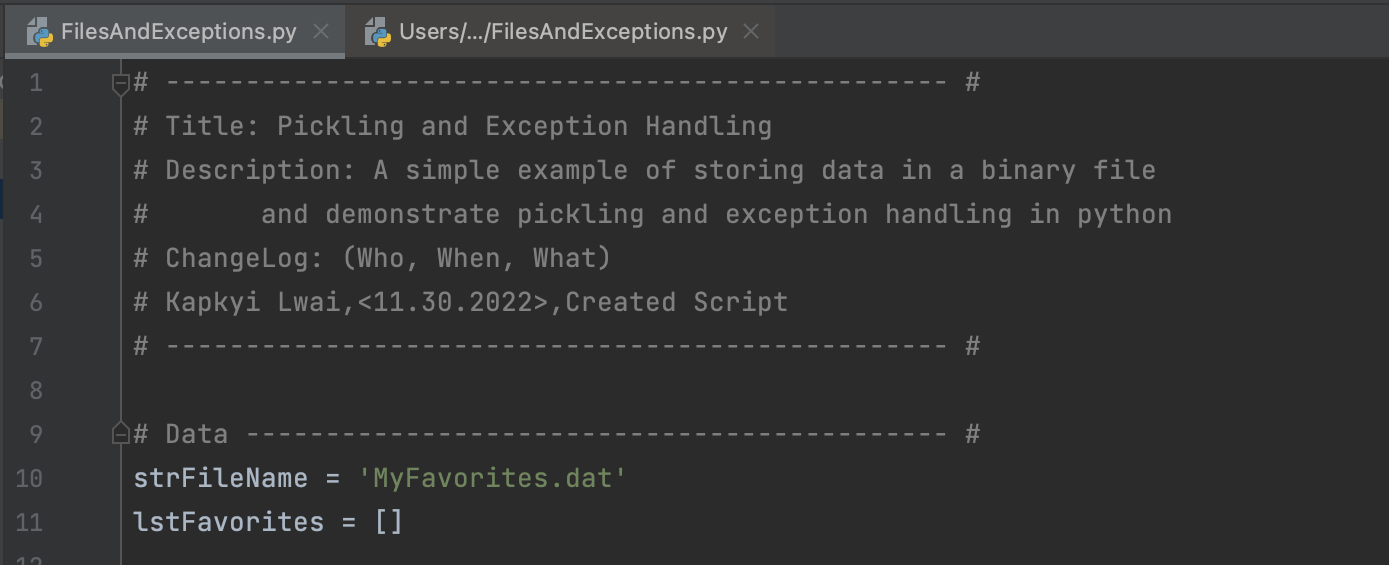 FilesAndExceptions.py Users/.../FilesAndExceptions.py
1 # ------------------------------------------------- #
2 # Title: Pickling and Exception Handling
3 # Description: A simple example of storing data in a binary file
4 #       and demonstrate pickling and exception handling in python
5 # ChangeLog: (Who, When, What)
6 # Kapkyi Lwai,<11.30.2022>,Created Script
7 # ------------------------------------------------- #
8
9 # Data -------------------------------------------- #
10 strFileName = 'MyFavorites.dat'
11 lstFavorites = []